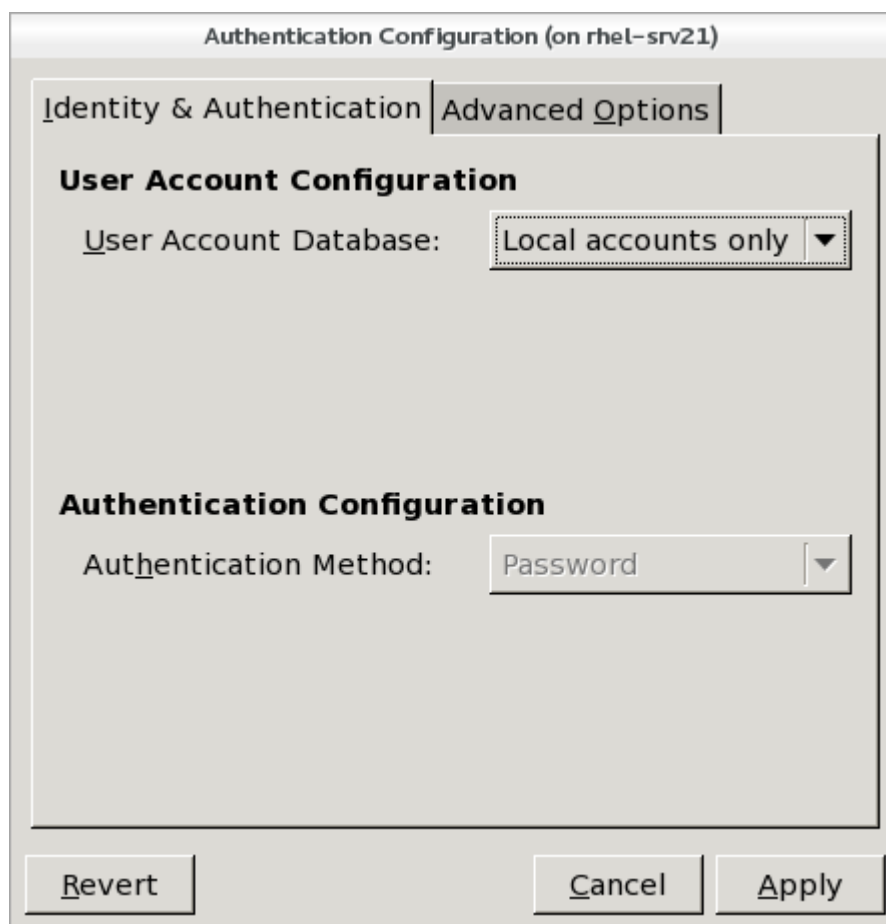 Authentication Configuration (on rhel-srv21)
Identity & Authentication Advanced Options
User Account Configuration
User Account Database: Local accounts only
Authentication Configuration
Authentication Method: Password
Revert Cancel Apply